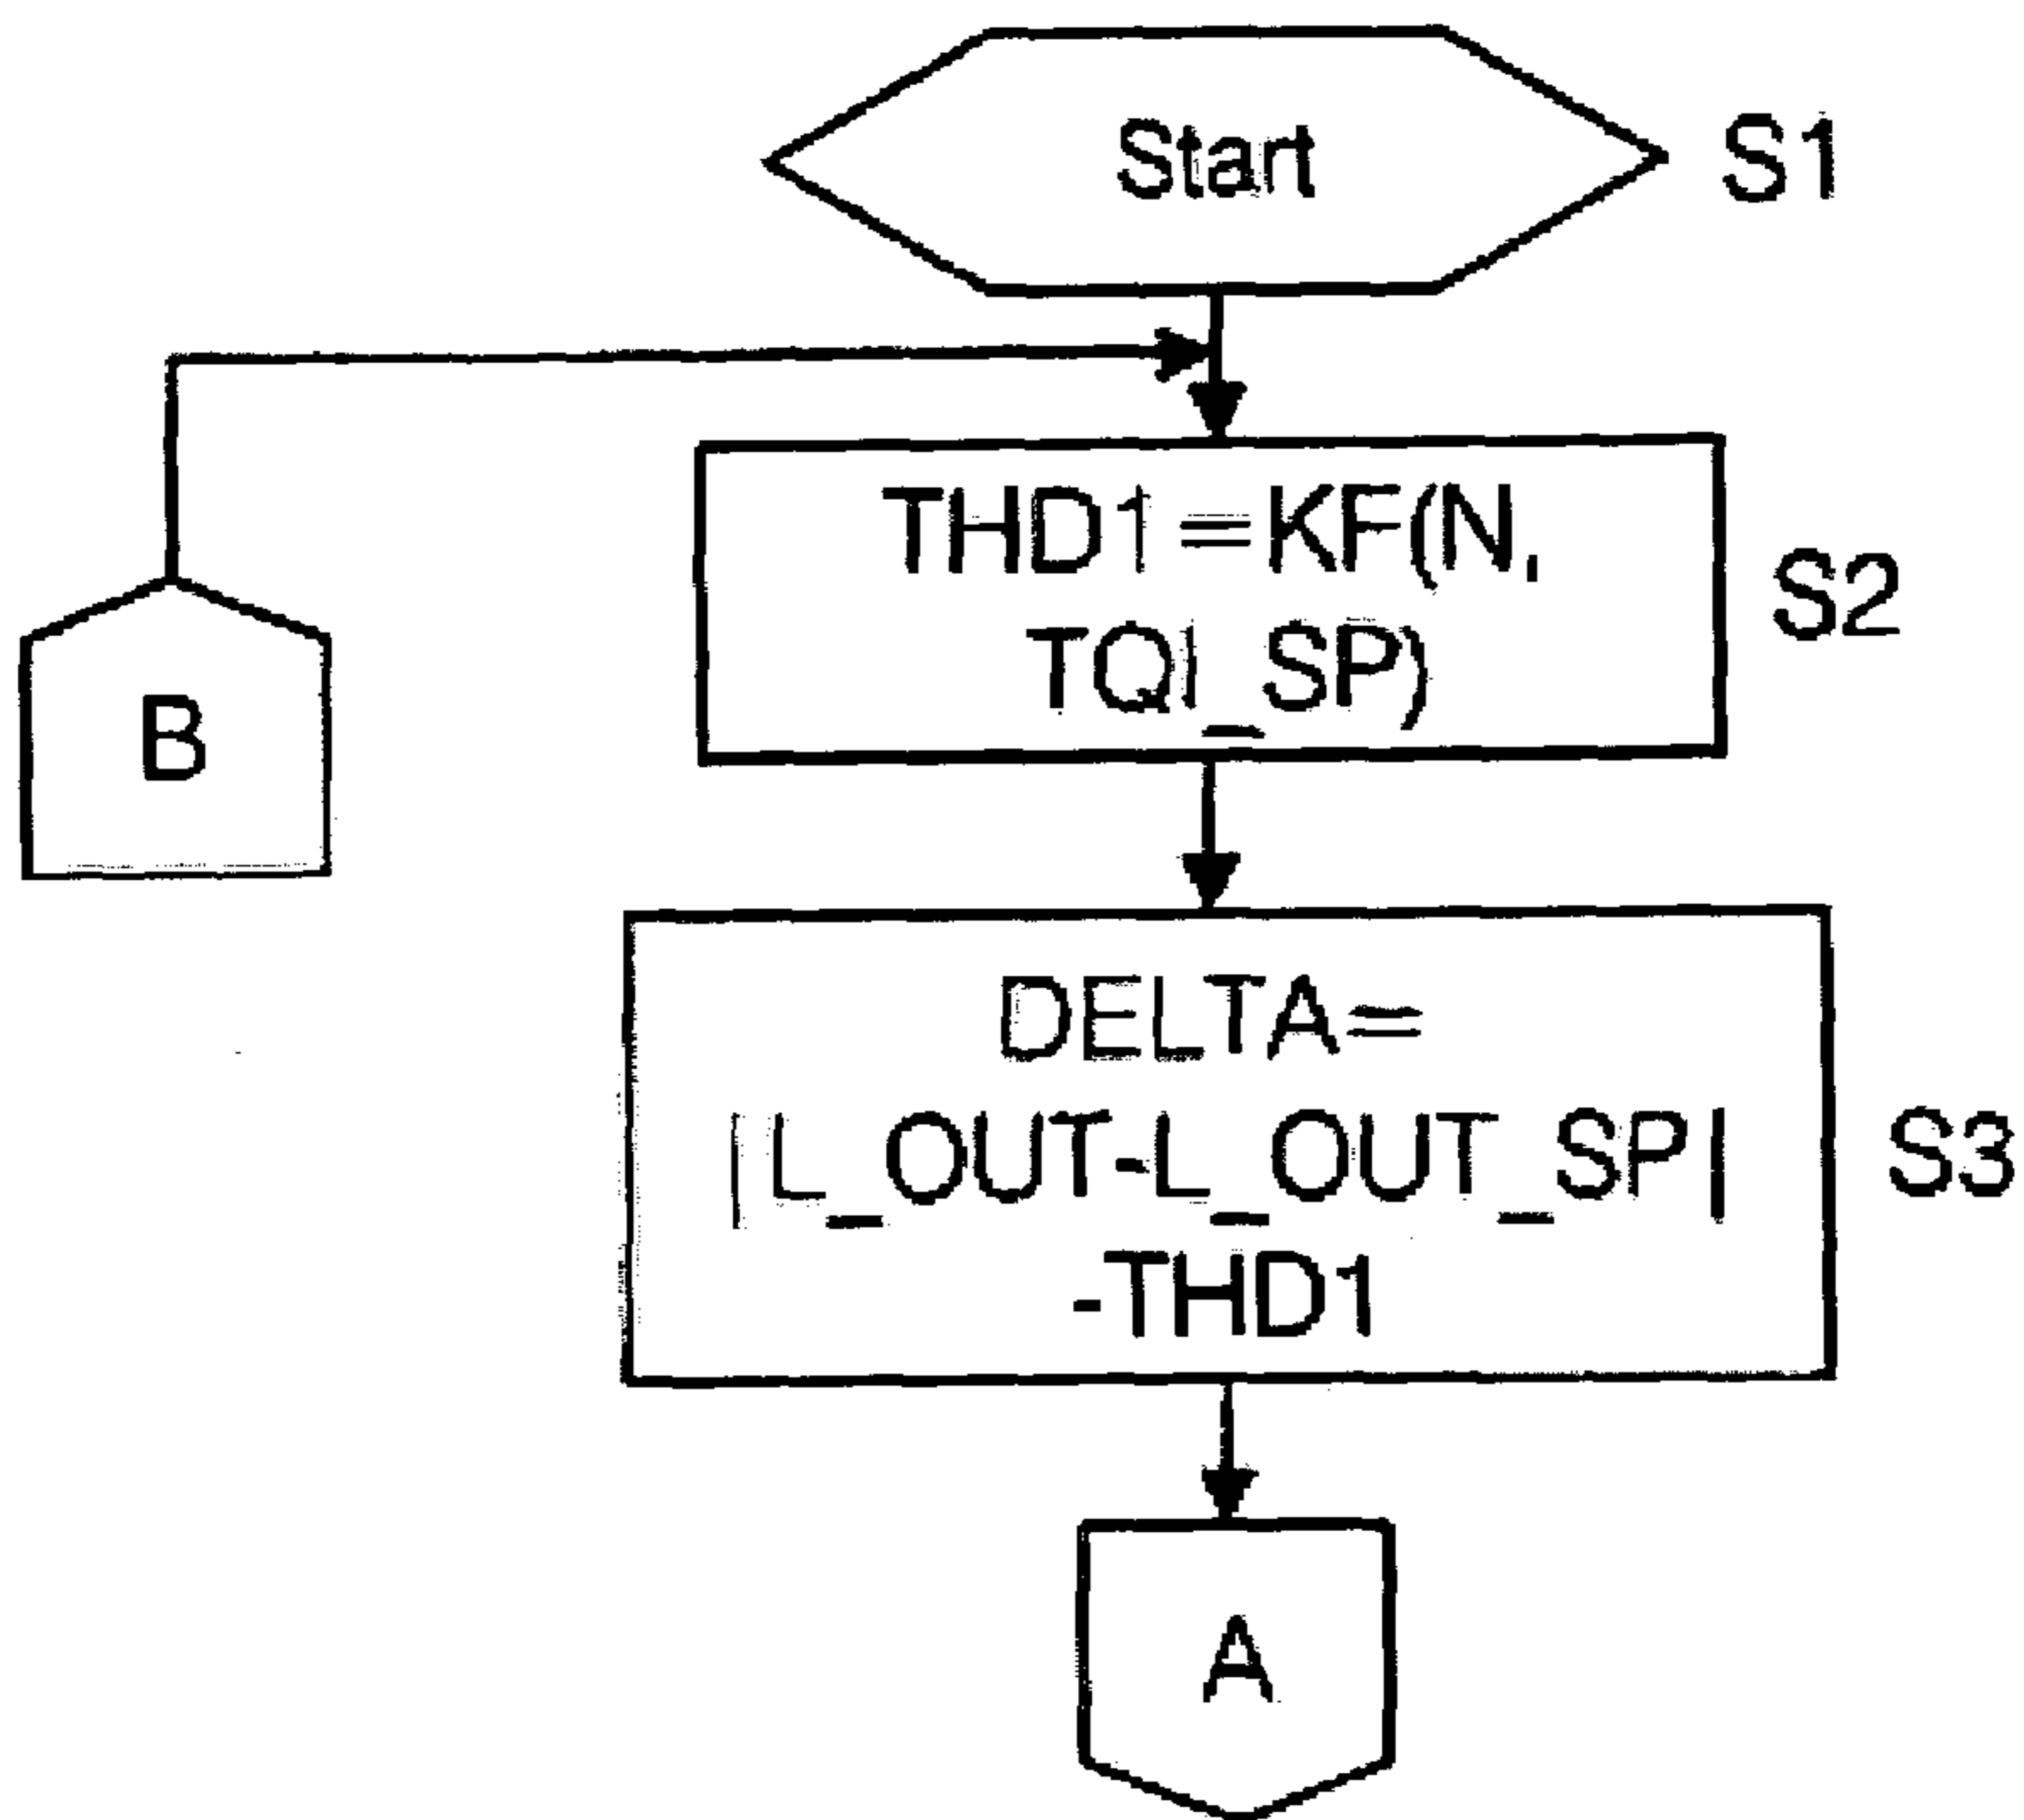 Start
S1
THD1=KF(N,
TQI_SP)
S2
B
DELTA=
|L_OUT-L_OUT_SP|
-THD1
S3
A